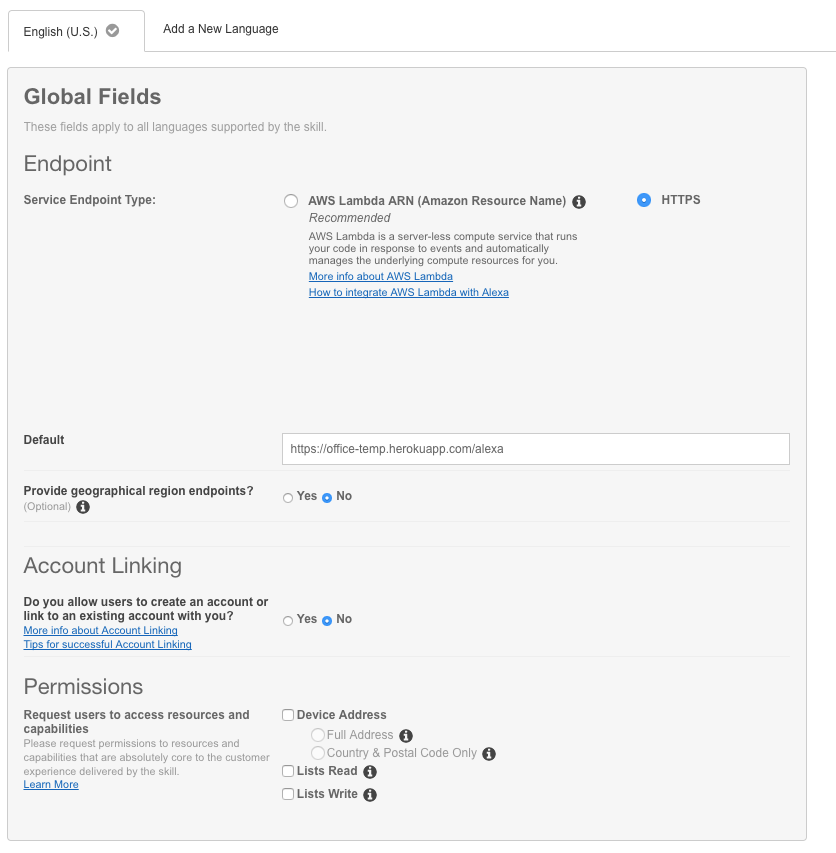 English (U.S.)
Add a New Language
Global Fields
These fields apply to all languages supported by the skill.
Endpoint
Service Endpoint Type:
AWS Lambda ARN (Amazon Resource Name)
HTTPS
Recommended
AWS Lambda is a server-less compute service that runs
your code in response to events and automatically
manages the underlying compute resources for you.
More info about AWS Lambda
How to integrate AWS Lambda with Alexa
Default
https://office-temp.herokuapp.com/alexa
Provide geographical region endpoints?
(Optional)
Yes No
Account Linking
Do you allow users to create an account or
link to an existing account with you?
Yes No
More info about Account Linking
Tips for successful Account Linking
Permissions
Request users to access resources and
capabilities
Please request permissions to resources and
capabilities that are absolutely core to the customer
experience delivered by the skill.
Learn More
Device Address
Full Address
Country & Postal Code Only
Lists Read
Lists Write